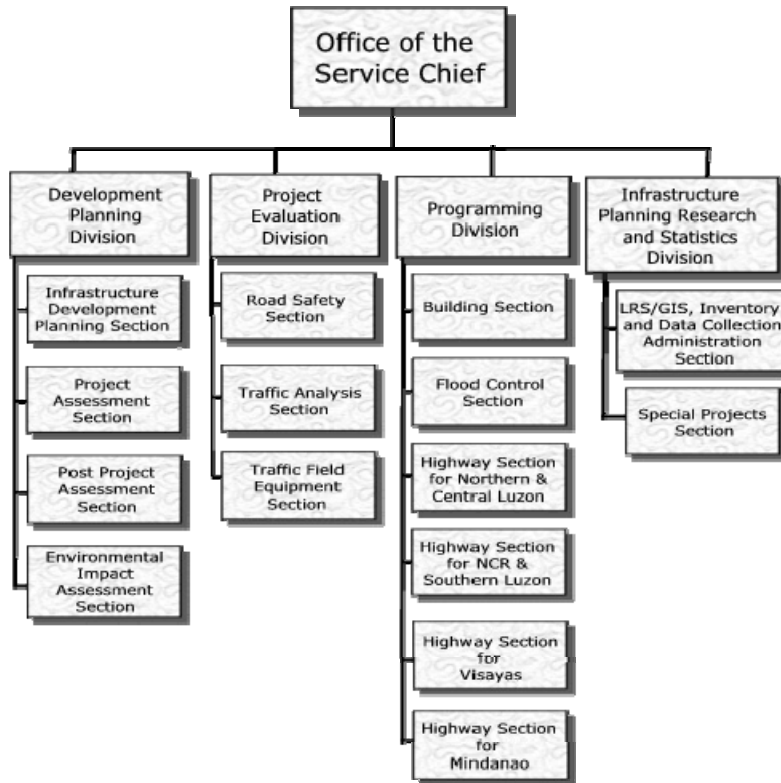 Office of the
Service Chief
Development
Planning
Division
Infrastructure
Development
Planning Section
Project
Assessment
Section
Post Project
Assessment
Section
Environmental
Impact
Assessment
Section
Project
Evaluation
Division
Road Safety
Section
Traffic Analysis
Section
Traffic Field
Equipment
Section
Programming
Division
Building Section
Flood Control
Section
Highway Section
for Northern &
Central Luzon
Highway Section
for NCR &
Southern Luzon
Highway Section
for
Visayas
Highway Section
for
Mindanao
Infrastructure
Planning Research
and Statistics
Division
LRS/GIS, Inventory
and Data Collection
Administration
Section
Special Projects
Section